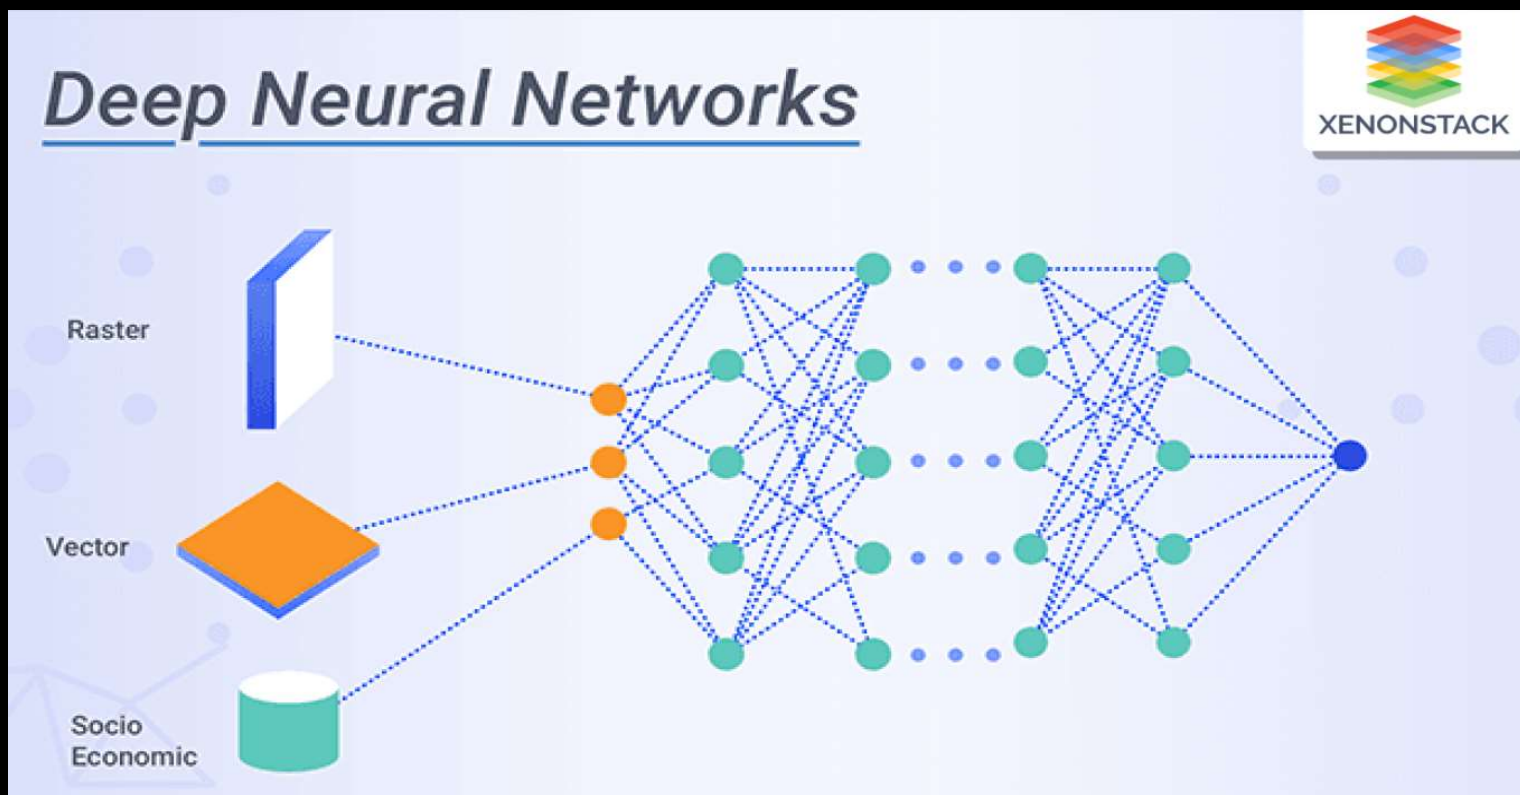 Deep Neural Networks
XENONSTACK
Raster
Vector
Socio
Economic